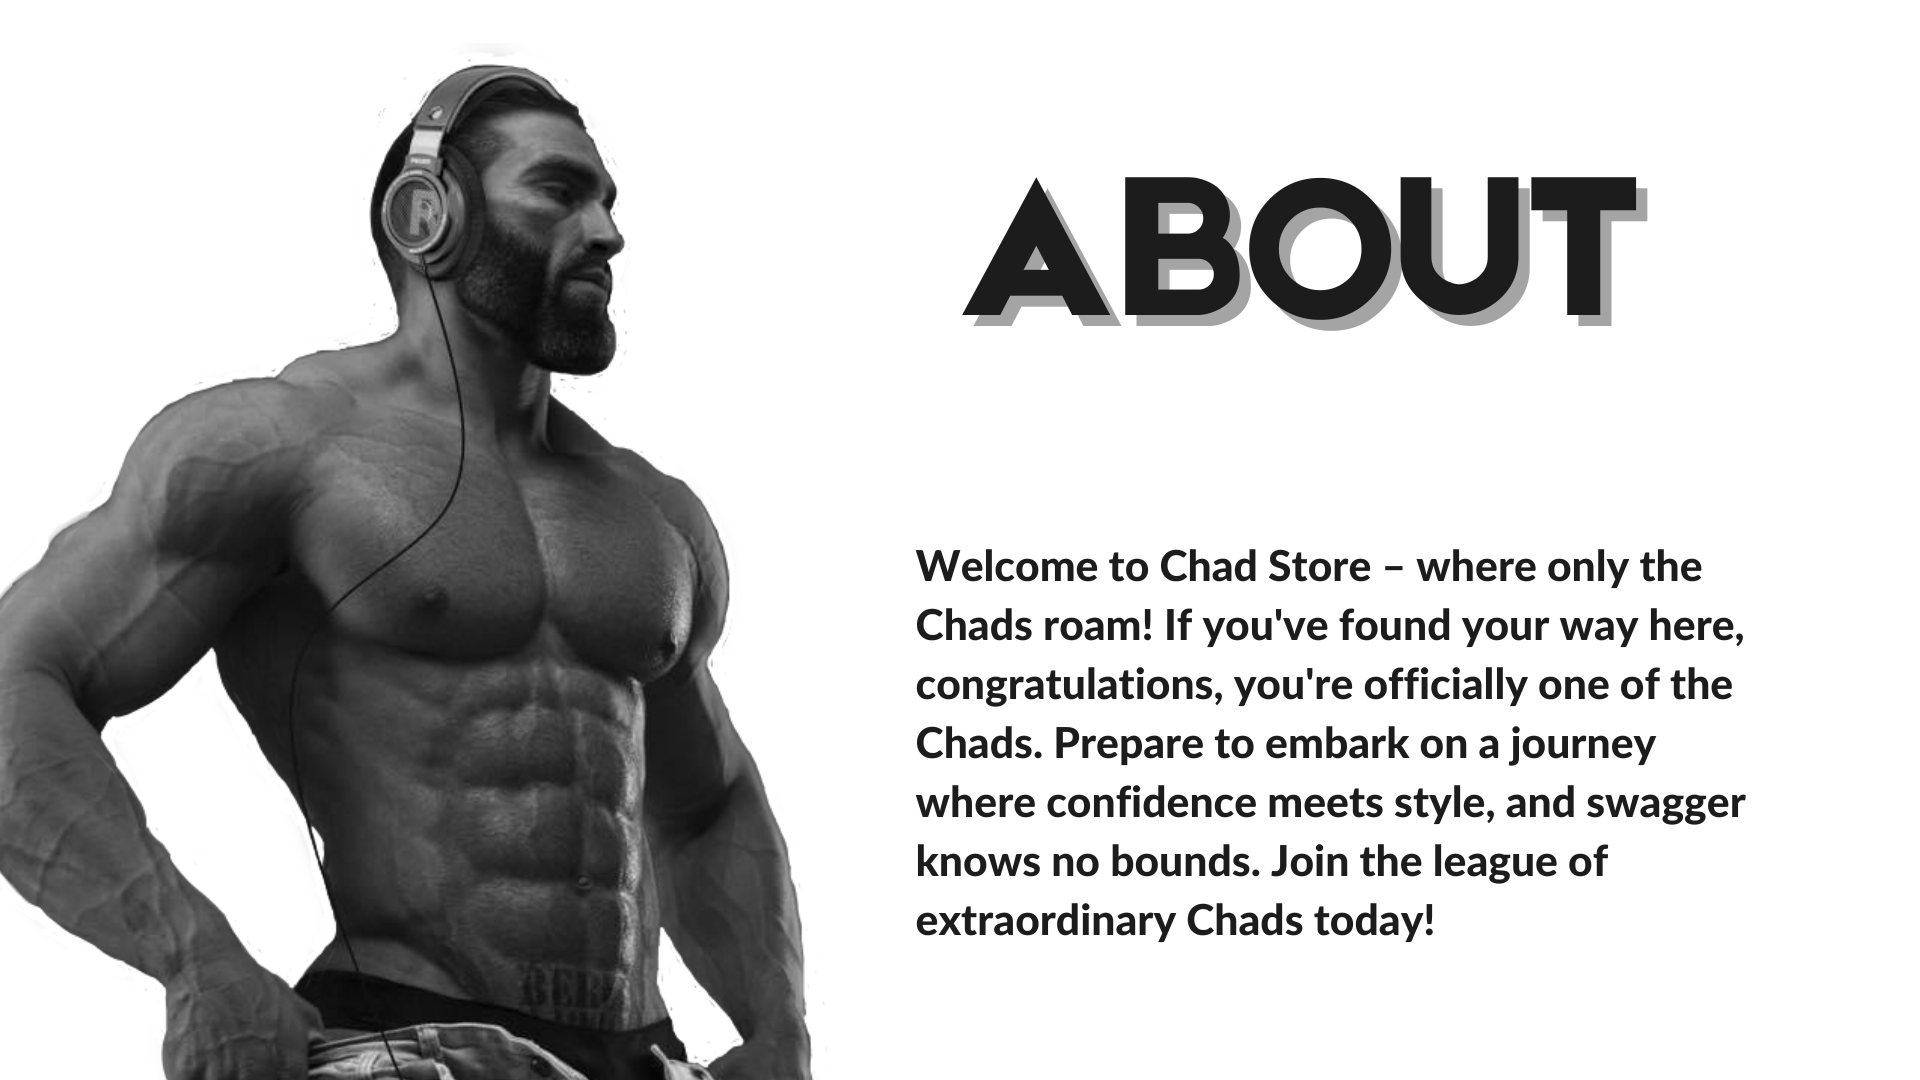 ABOUT
Welcome to Chad Store – where only the
Chads roam! If you've found your way here,
congratulations, you're officially one of the
Chads. Prepare to embark on a journey
where confidence meets style, and swagger
knows no bounds. Join the league of
extraordinary Chads today!